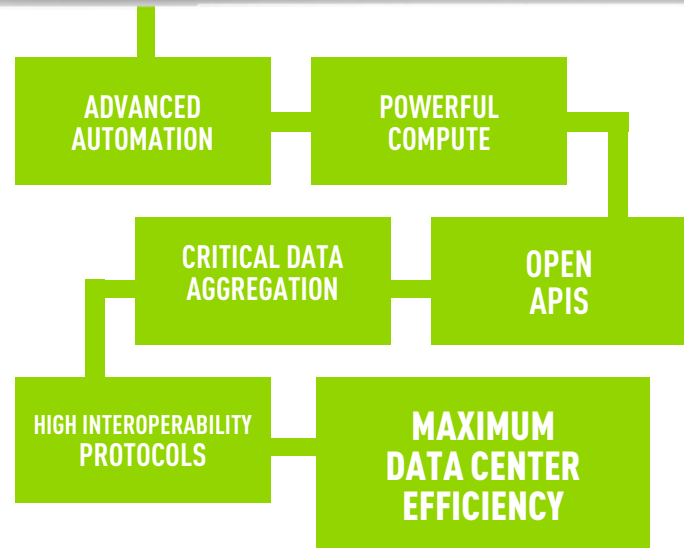 ADVANCED
AUTOMATION
POWERFUL
COMPUTE
OPEN
APIS
CRITICAL DATA
AGGREGATION
HIGH INTEROPERABILITY
PROTOCOLS
MAXIMUM
DATA CENTER
EFFICIENCY